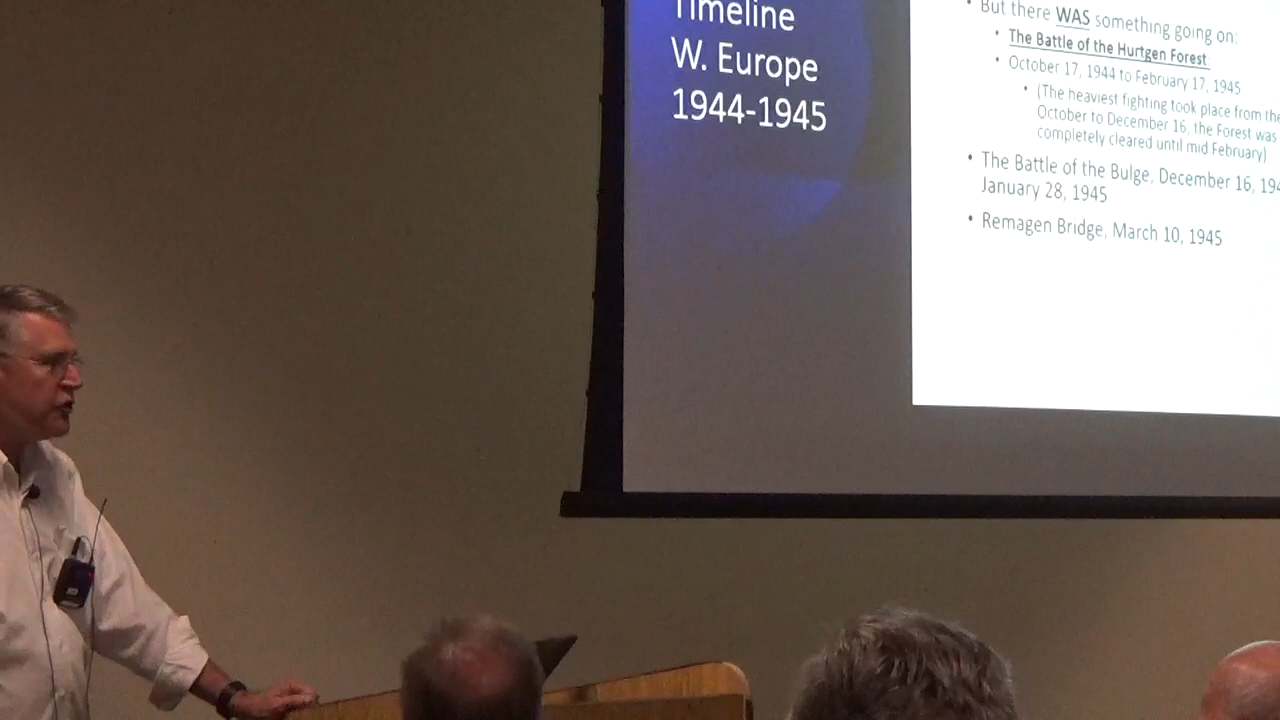 Timeline
W. Europe
1944-1945
• But there WAS something going on:
• The Battle of the Hurtgen Forest
• October 17, 1944 to February 17, 1945
• (The heaviest fighting took place from the
October to December 16, the Forest was
completely cleared until mid February)
• The Battle of the Bulge, December 16, 194
January 28, 1945
• Remagen Bridge, March 10, 1945